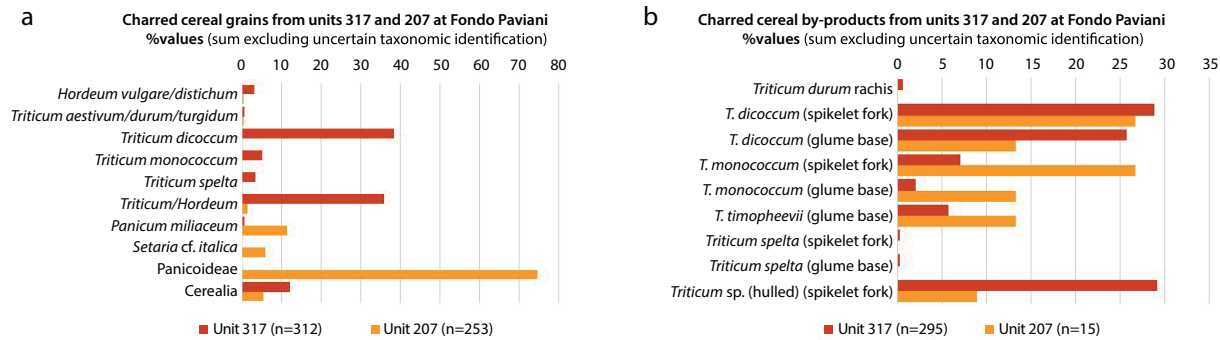 a
Charred cereal grains from units 317 and 207 at Fondo Paviani
%values (sum excluding uncertain taxonomic identification)
0 10 20 30 40 50 60 70 80
Hordeum vulgare/distichum
Triticum aestivum/durum/turgidum
Triticum dicoccum
Triticum monococcum
Triticum spelta
Triticum/Hordeum
Panicum miliaceum
Setaria cf. italica
Panicoideae
Cerealia
Unit 317 (n=312) Unit 207 (n=253)
b
Charred cereal by-products from units 317 and 207 at Fondo Paviani
%values (sum excluding uncertain taxonomic identification)
0 5 10 15 20 25 30 35
Triticum durum rachis
T. dicoccum (spikelet fork)
T. dicoccum (glume base)
T. monococcum (spikelet fork)
T. monococcum (glume base)
T. timopheevii (glume base)
Triticum spelta (spikelet fork)
Triticum spelta (glume base)
Triticum sp. (hulled) (spikelet fork)
Unit 317 (n=295) Unit 207 (n=15)